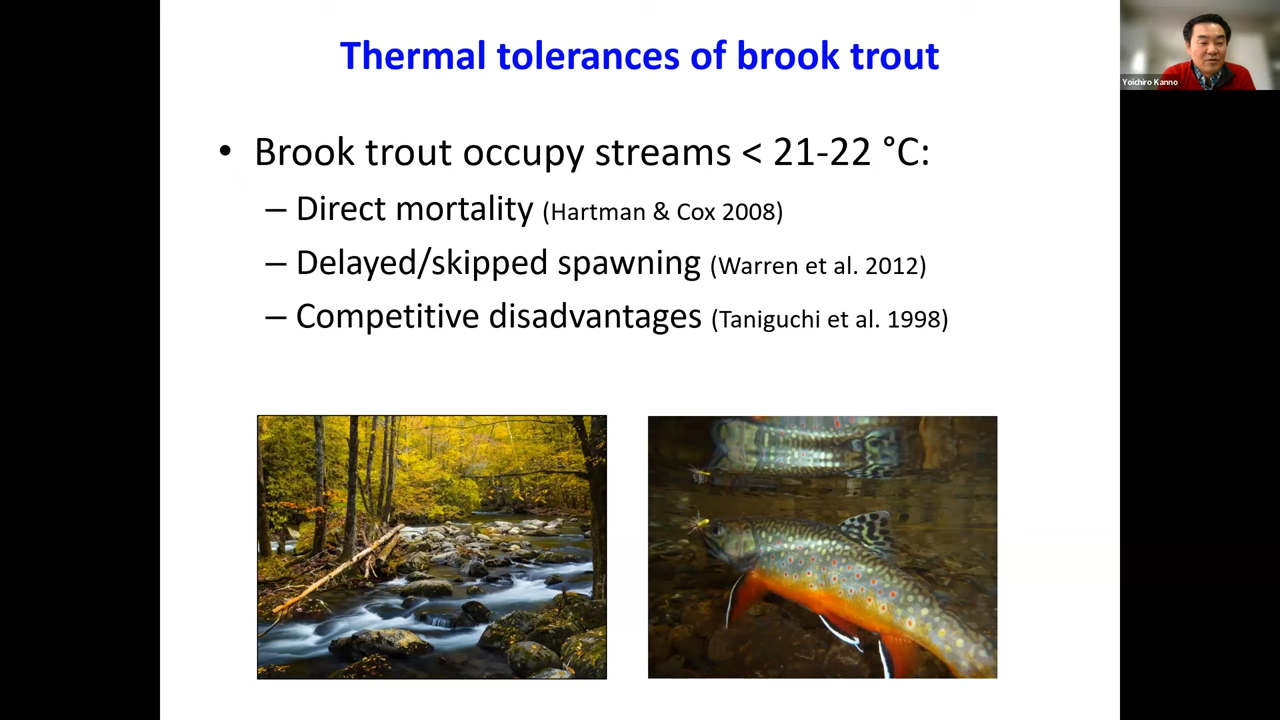 Thermal tolerances of brook trout
• Brook trout occupy streams < 21-22 °C:
– Direct mortality (Hartman & Cox 2008)
– Delayed/skipped spawning (Warren et al. 2012)
– Competitive disadvantages (Taniguchi et al. 1998)
Yoichiro Kanno